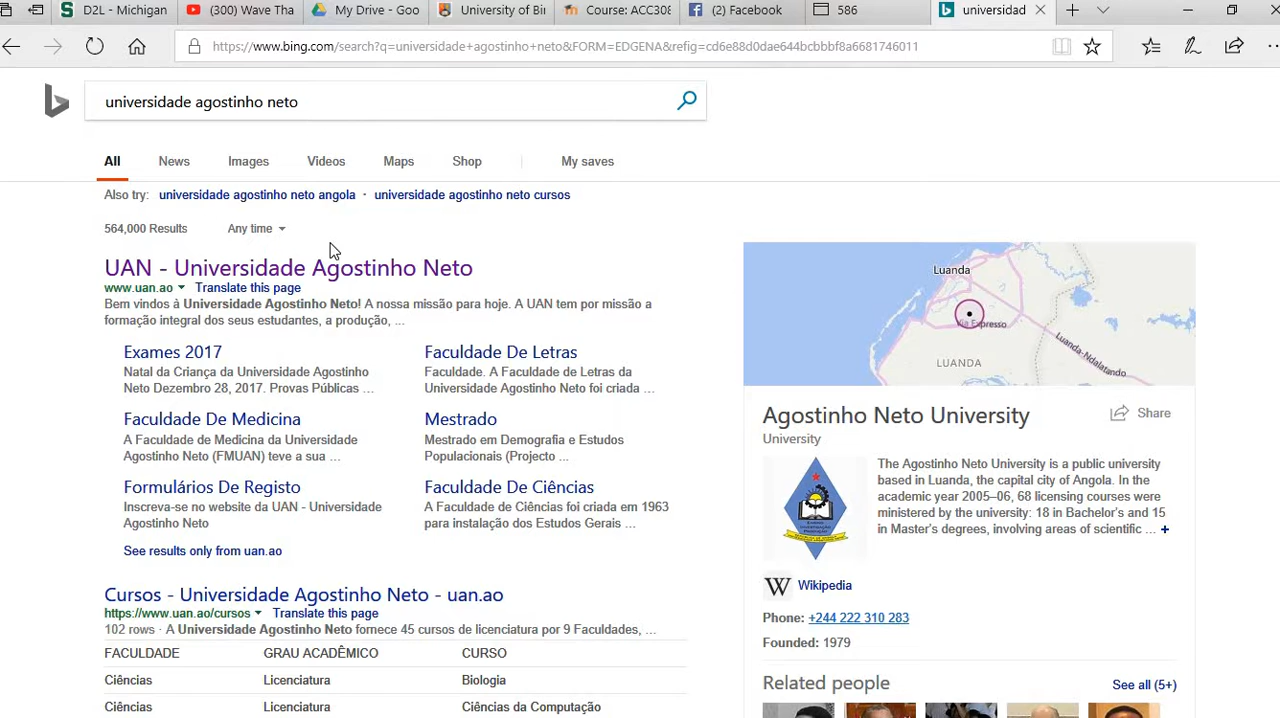 D2L - Michigan
(300) Wave Tha
My Drive - Goo
University of Bir
Course: ACC308
(2) Facebook
586
universidad
https://www.bing.com/search?q=universidade+agostinho+neto&FORM=EDGENA&refig=cd6e88d0dae644bcbbbf8a6681746011
universidade agostinho neto
All News Images Videos Maps Shop My saves
Also try: universidade agostinho neto angola · universidade agostinho neto cursos
564,000 Results Any time
UAN - Universidade Agostinho Neto
www.uan.ao Translate this page
Bem vindos à Universidade Agostinho Neto! A nossa missão para hoje. A UAN tem por missão a
formação integral dos seus estudantes, a produção, ...
Exames 2017
Natal da Criança da Universidade Agostinho
Neto Dezembro 28, 2017. Provas Públicas ...
Faculdade De Letras
Faculdade. A Faculdade de Letras da
Universidade Agostinho Neto foi criada ...
Faculdade De Medicina
A Faculdade de Medicina da Universidade
Agostinho Neto (FMUAN) teve a sua ...
Mestrado
Mestrado em Demografia e Estudos
Populacionais (Projecto ...
Formulários De Registo
Inscreva-se no website da UAN - Universidade
Agostinho Neto
Faculdade De Ciências
A Faculdade de Ciências foi criada em 1963
para instalação dos Estudos Gerais ...
See results only from uan.ao
Cursos - Universidade Agostinho Neto - uan.ao
https://www.uan.ao/cursos Translate this page
102 rows · A Universidade Agostinho Neto fornece 45 cursos de licenciatura por 9 Faculdades, ...
FACULDADE GRAU ACADÊMICO CURSO
Ciências Licenciatura Biologia
Ciências Licenciatura Ciências da Computação
Luanda
Via Expresso
LUANDA
Luanda-Ndalatando
Agostinho Neto University
Share
University
The Agostinho Neto University is a public university
based in Luanda, the capital city of Angola. In the
academic year 2005–06, 68 licensing courses were
ministered by the university: 18 in Bachelor's and 15
in Master's degrees, involving areas of scientific ... +
W Wikipedia
Phone: +244 222 310 283
Founded: 1979
Related people See all (5+)